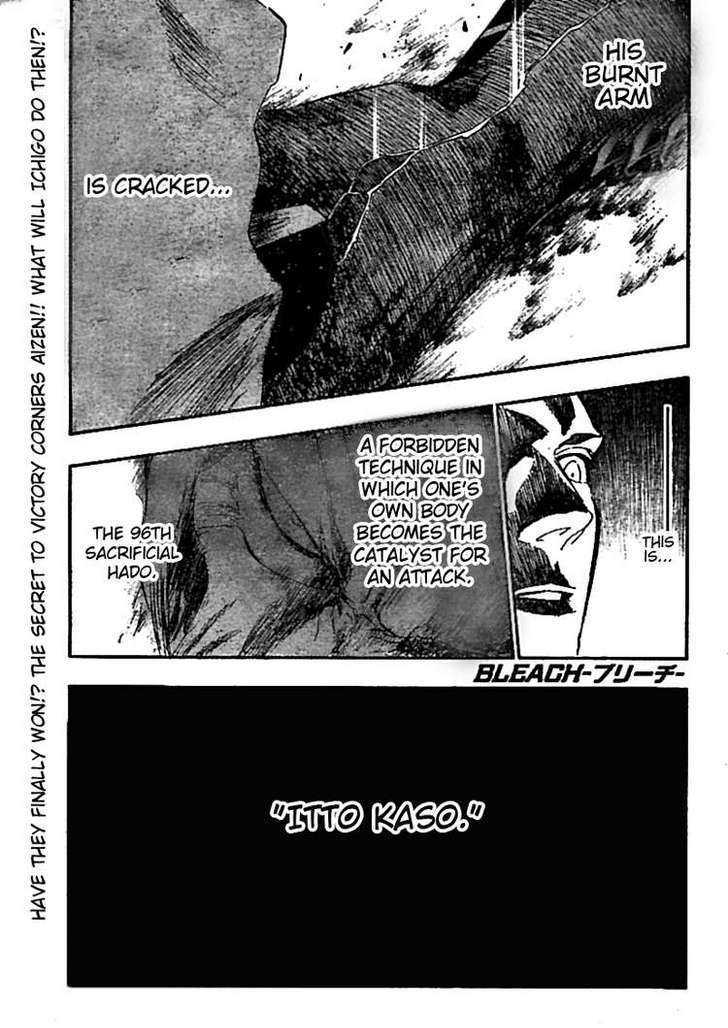 HIS
BURNT
ARM
IS CRACKED...
THIS
IS...
A FORBIDDEN
TECHNIQUE IN
WHICH ONE'S
OWN BODY
BECOMES THE
CATALYST FOR
AN ATTACK.
THE 96TH
SACRIFICIAL
HADO.
BLEACH-ブリーチ-
"ITTO KASO."
HAVE THEY FINALLY WON!? THE SECRET TO VICTORY CORNERS AIZEN!! WHAT WILL ICHIGO DO THEN!?